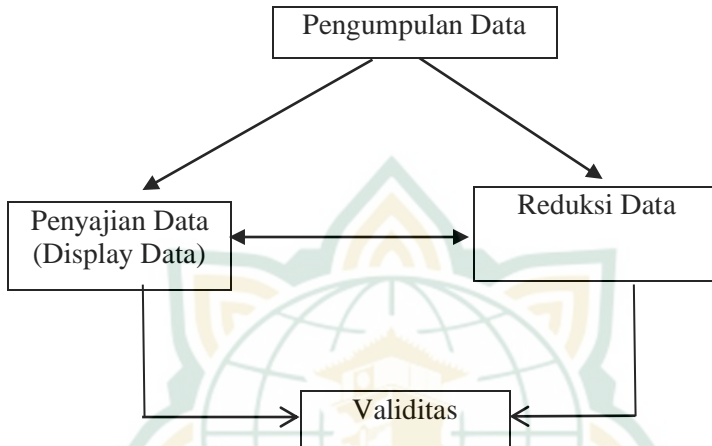 Pengumpulan Data
Penyajian Data
(Display Data)
Reduksi Data
Validitas